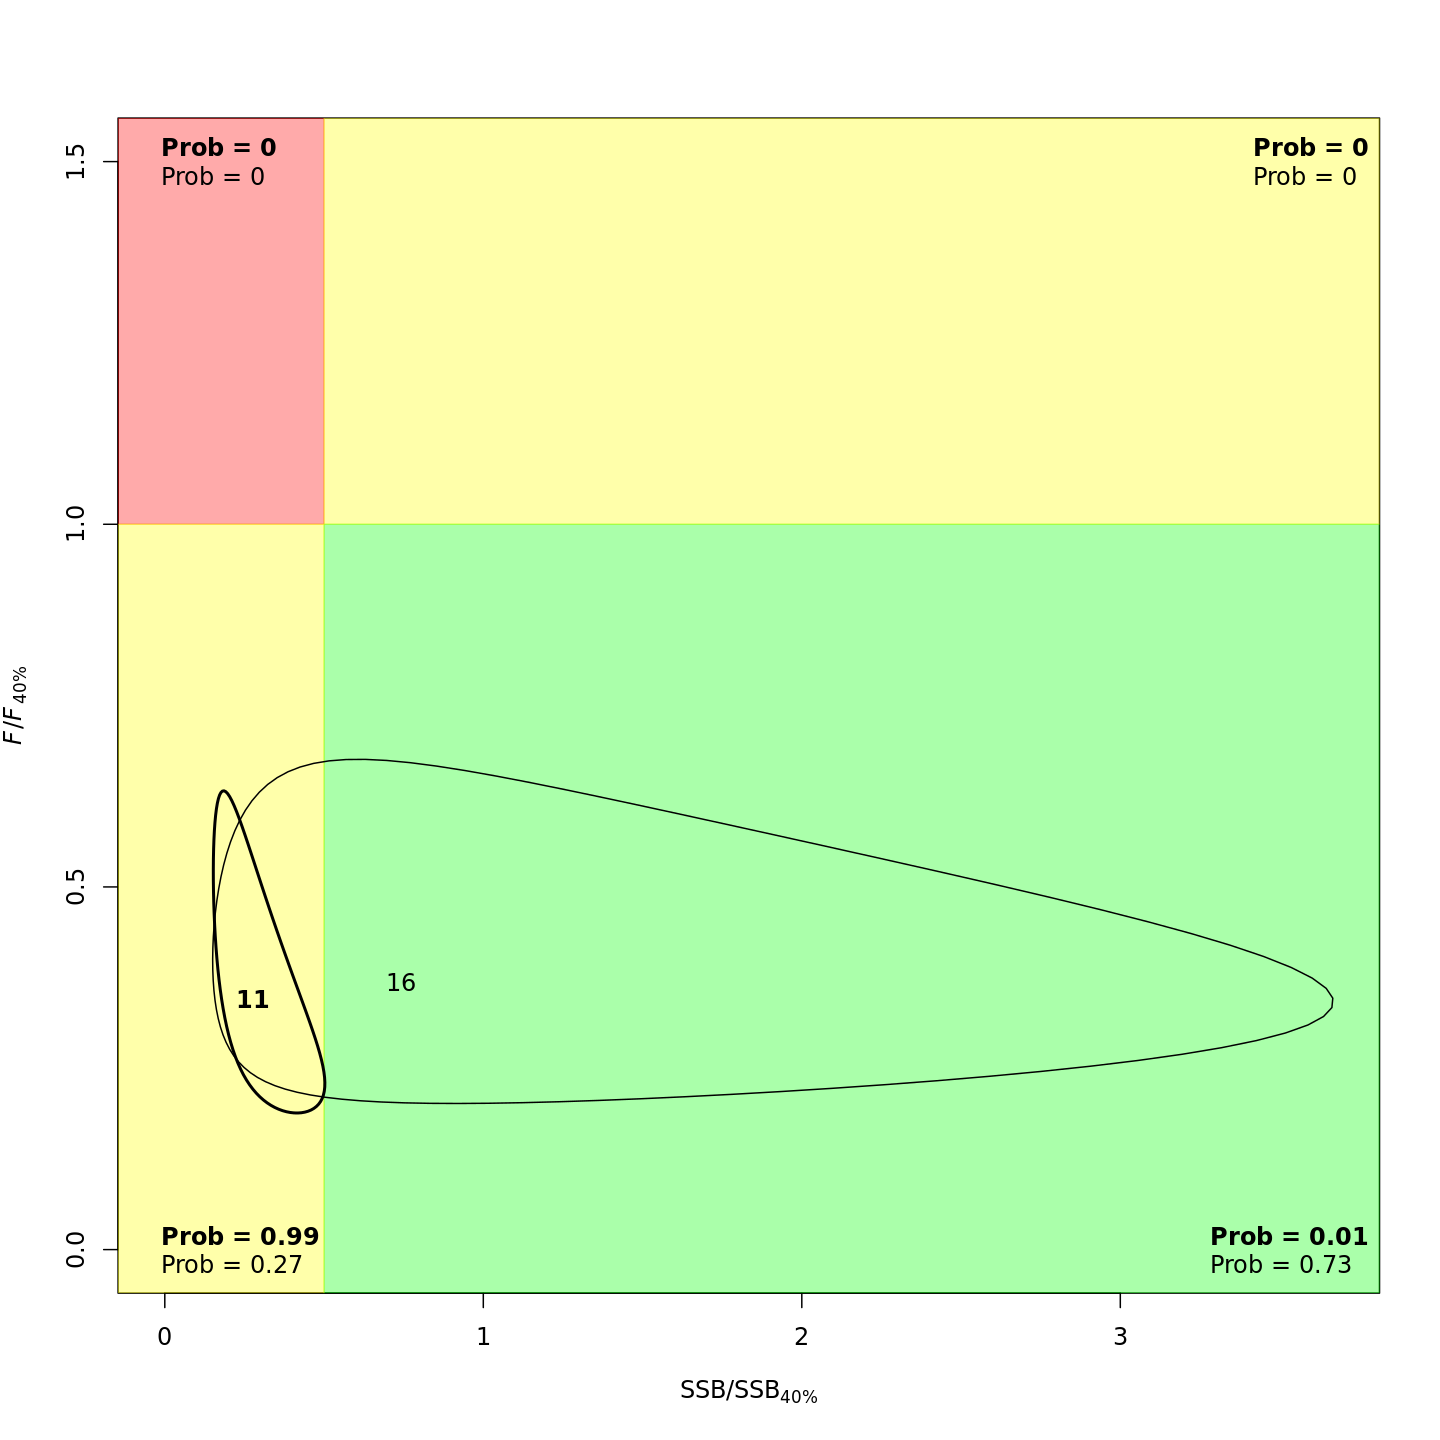 Prob = 0
Prob = 0
Prob = 0
Prob = 0
1.5
1.0
0.5
0.0
F/F40%
16
11
Prob = 0.99
Prob = 0.27
Prob = 0.01
Prob = 0.73
0
1
2
3
SSB/SSB40%